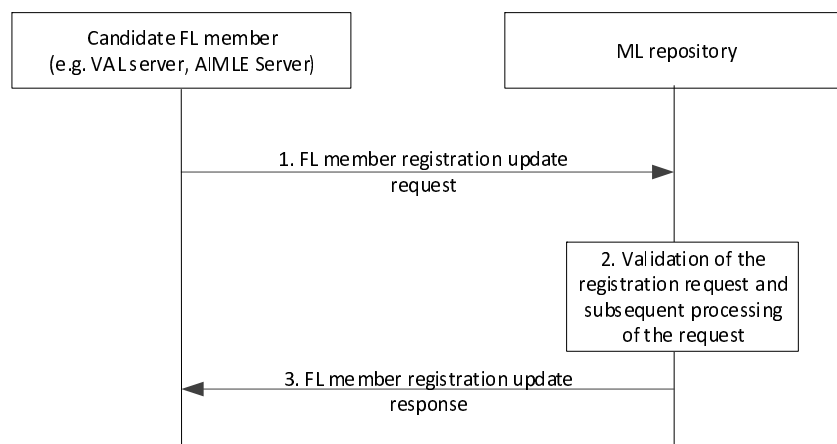 Candidate FL member
(e.g. VAL server, AIMLE Server)
ML repository
1. FL member registration update
request
2. Validation of the
registration request and
subsequent processing
of the request
3. FL member registration update
response